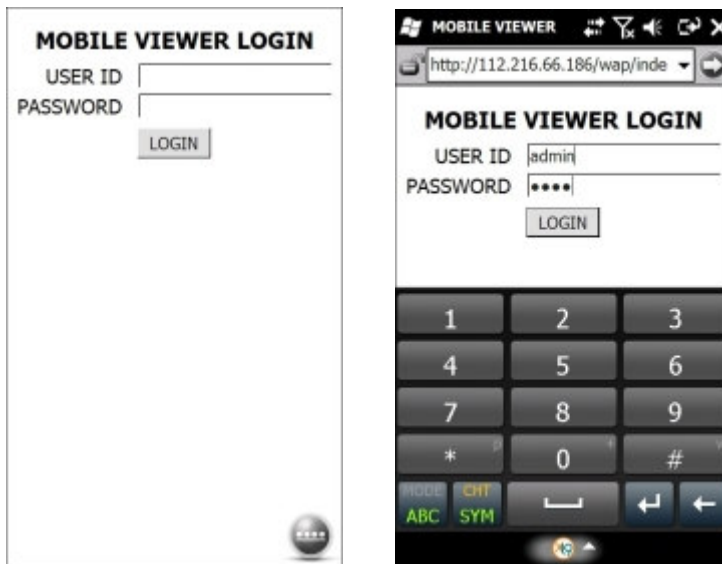 MOBILE VIEWER LOGIN
USER ID
PASSWORD
LOGIN
MOBILE VIEWER
http://112.216.66.186/wap/inde
MOBILE VIEWER LOGIN
USER ID admin
PASSWORD ••••
LOGIN
1 2 3
4 5 6
7 8 9
* p 0 + #
MODE CHT
ABC SYM